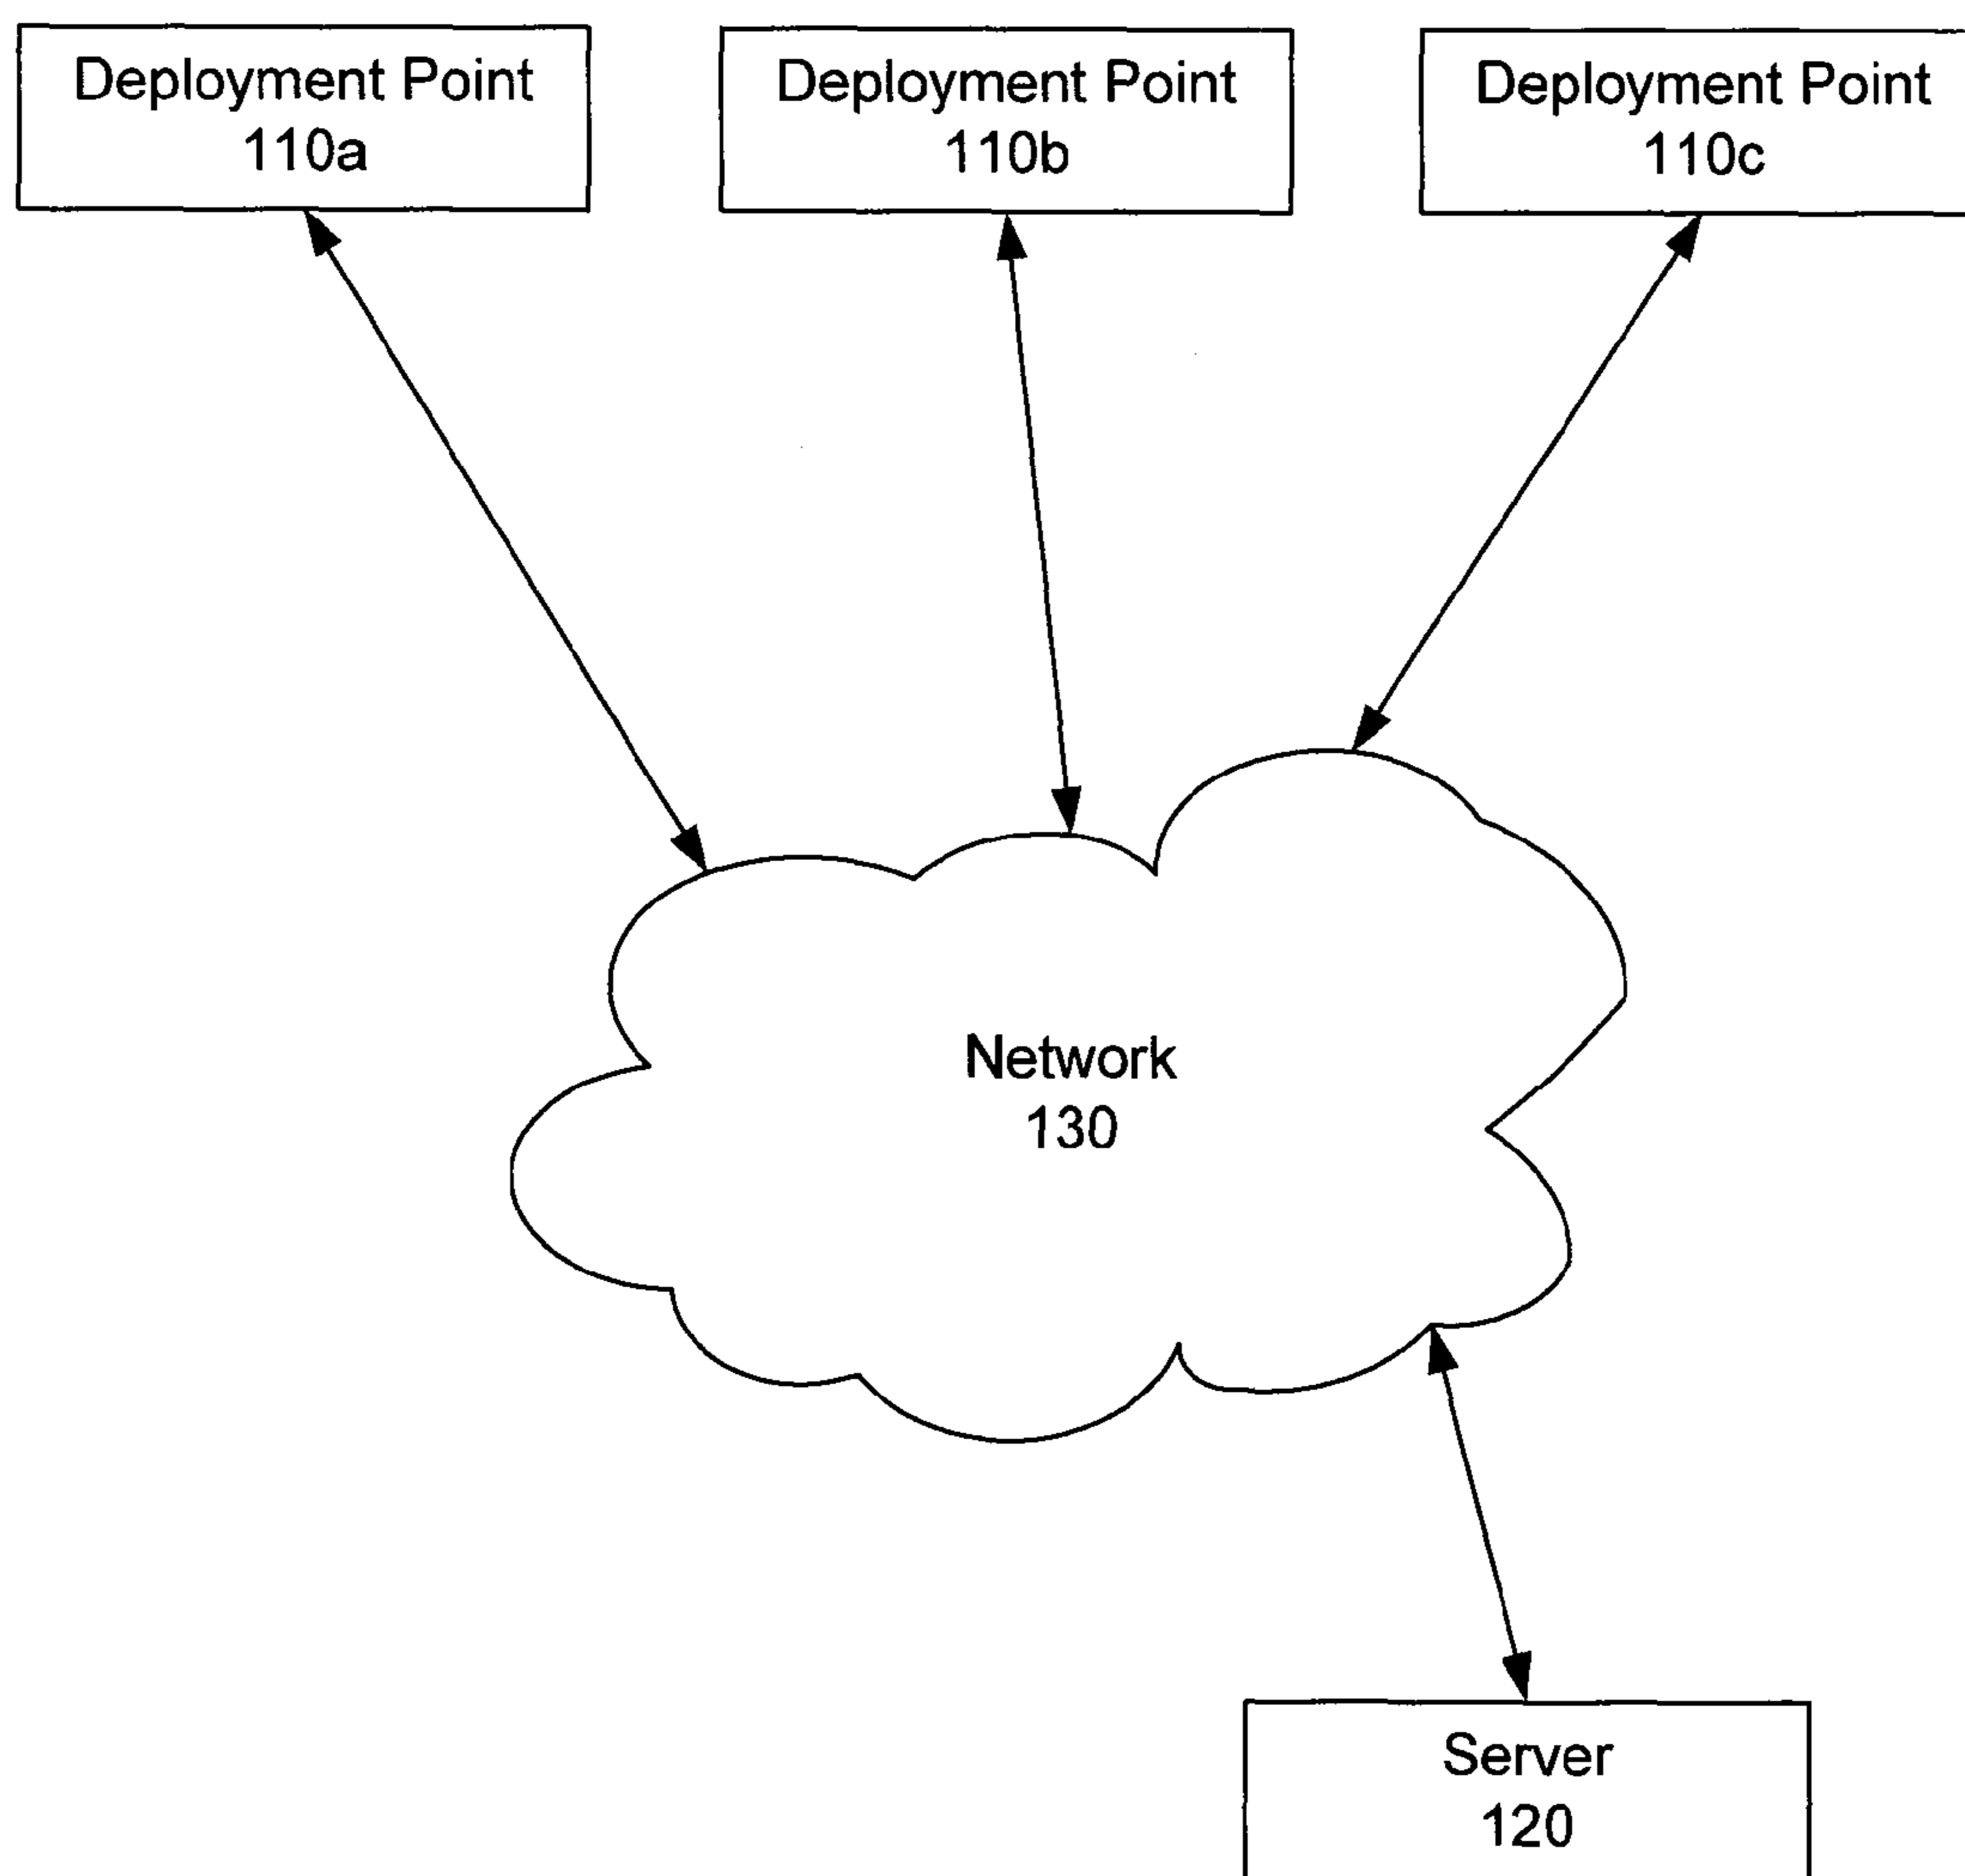 Deployment Point
110a
Deployment Point
110b
Deployment Point
110c
Network
130
Server
120